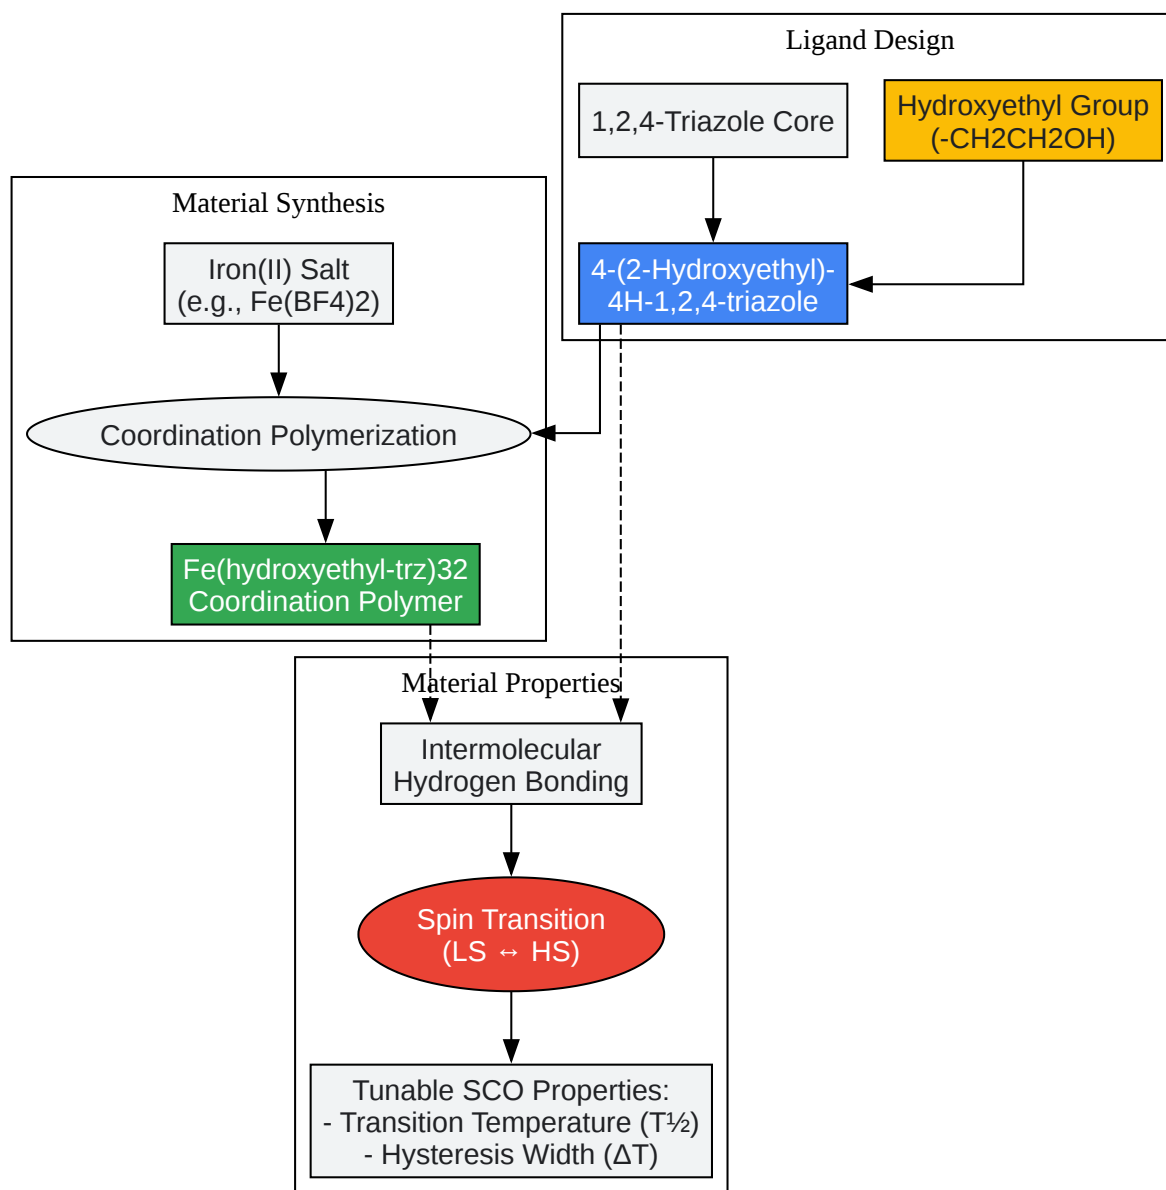 Ligand Design
1,2,4-Triazole Core
Hydroxyethyl Group
(-CH2CH2OH)
4-(2-Hydroxyethyl)-
4H-1,2,4-triazole
Material Synthesis
Iron(II) Salt
(e.g., Fe(BF4)2)
Coordination Polymerization
Fe(hydroxyethyl-trz)32
Coordination Polymer
Material Properties
Intermolecular
Hydrogen Bonding
Spin Transition
(LS ↔ HS)
Tunable SCO Properties:
- Transition Temperature (T½)
- Hysteresis Width (ΔT)